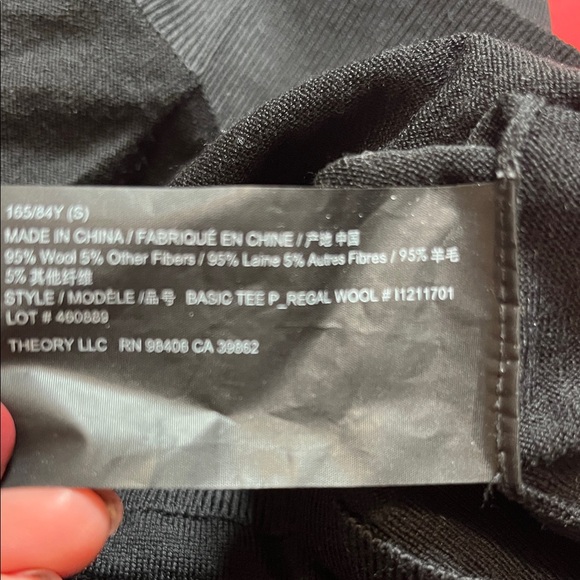 165/84Y (S)
MADE IN CHINA / FABRIQUÉ EN CHINE / 产地 中国
95% Wool 5% Other Fibers / 95% Laine 5% Autres Fibres / 95% 羊毛
5% 其他纤维
STYLE / MODÈLE /品号 BASIC TEE P_REGAL WOOL # I1211701
LOT # 460889
THEORY LLC RN 98406 CA 39862